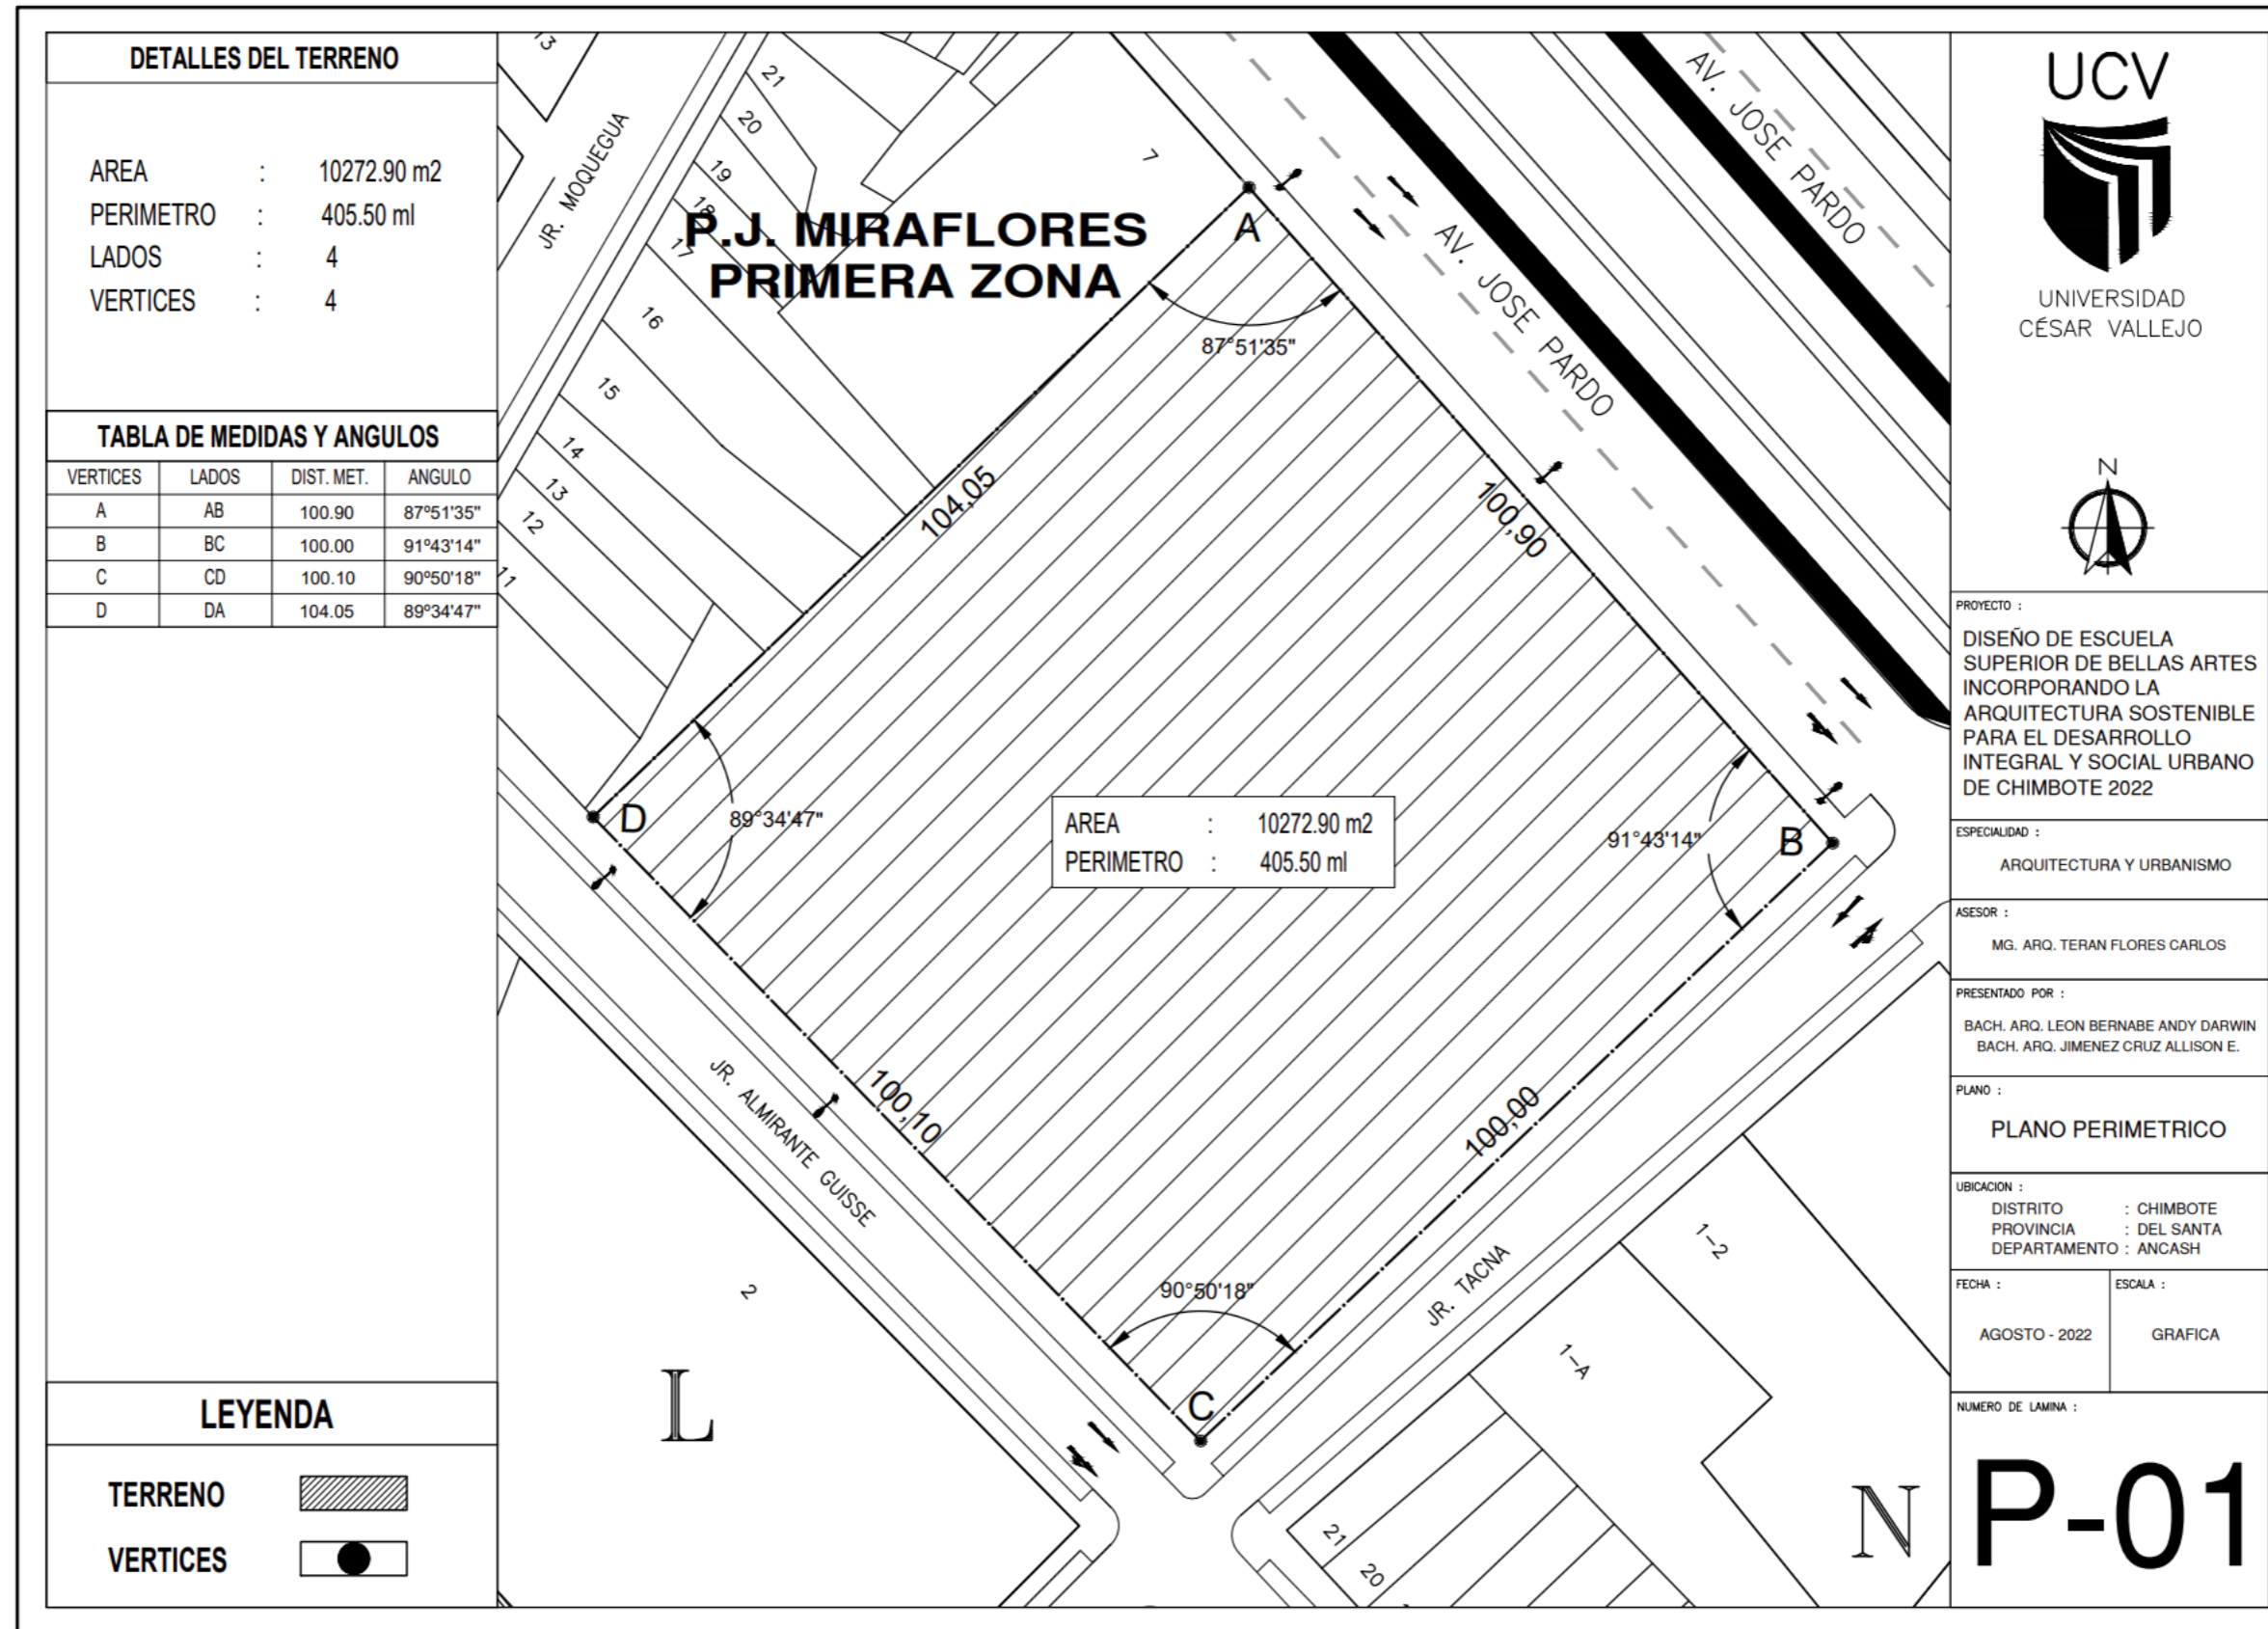 DETALLES DEL TERRENO
AREA : 10272.90 m2
PERIMETRO : 405.50 ml
LADOS : 4
VERTICES : 4
TABLA DE MEDIDAS Y ANGULOS
VERTICES LADOS DIST. MET. ANGULO
A AB 100.90 87º51'35"
B BC 100.00 91º43'14"
C CD 100.10 90º50'18"
D DA 104.05 89º34'47"
LEYENDA
TERRENO
VERTICES
13
JR. MOQUEGUA
21
20
19
18
17
16
15
14
13
12
11
7
P.J. MIRAFLORES
PRIMERA ZONA
AV. JOSE PARDO
AV. JOSE PARDO
A
87°51'35"
104,05
100,90
D
89°34'47"
AREA : 10272.90 m2
PERIMETRO : 405.50 ml
91°43'14"
B
JR. ALMIRANTE GUISSE
100,10
100,00
90°50'18"
C
JR. TACNA
2
L
1-2
1-A
21
20
N
UCV
UNIVERSIDAD
CÉSAR VALLEJO
N
PROYECTO :
DISEÑO DE ESCUELA
SUPERIOR DE BELLAS ARTES
INCORPORANDO LA
ARQUITECTURA SOSTENIBLE
PARA EL DESARROLLO
INTEGRAL Y SOCIAL URBANO
DE CHIMBOTE 2022
ESPECIALIDAD :
ARQUITECTURA Y URBANISMO
ASESOR :
MG. ARQ. TERAN FLORES CARLOS
PRESENTADO POR :
BACH. ARQ. LEON BERNABE ANDY DARWIN
BACH. ARQ. JIMENEZ CRUZ ALLISON E.
PLANO :
PLANO PERIMETRICO
UBICACION :
DISTRITO : CHIMBOTE
PROVINCIA : DEL SANTA
DEPARTAMENTO : ANCASH
FECHA :
AGOSTO - 2022
ESCALA :
GRAFICA
NUMERO DE LAMINA :
P-01